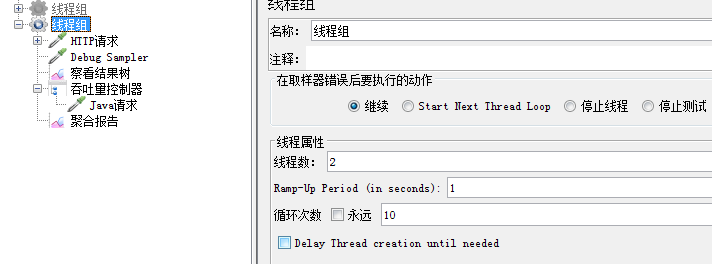 线程组
线程组
HTTP请求
Debug Sampler
察看结果树
吞吐量控制器
Java请求
聚合报告
线程组
名称： 线程组
注释：
在取样器错误后要执行的动作
继续 Start Next Thread Loop 停止线程 停止测试
线程属性
线程数： 2
Ramp-Up Period (in seconds): 1
循环次数 永远 10
Delay Thread creation until needed